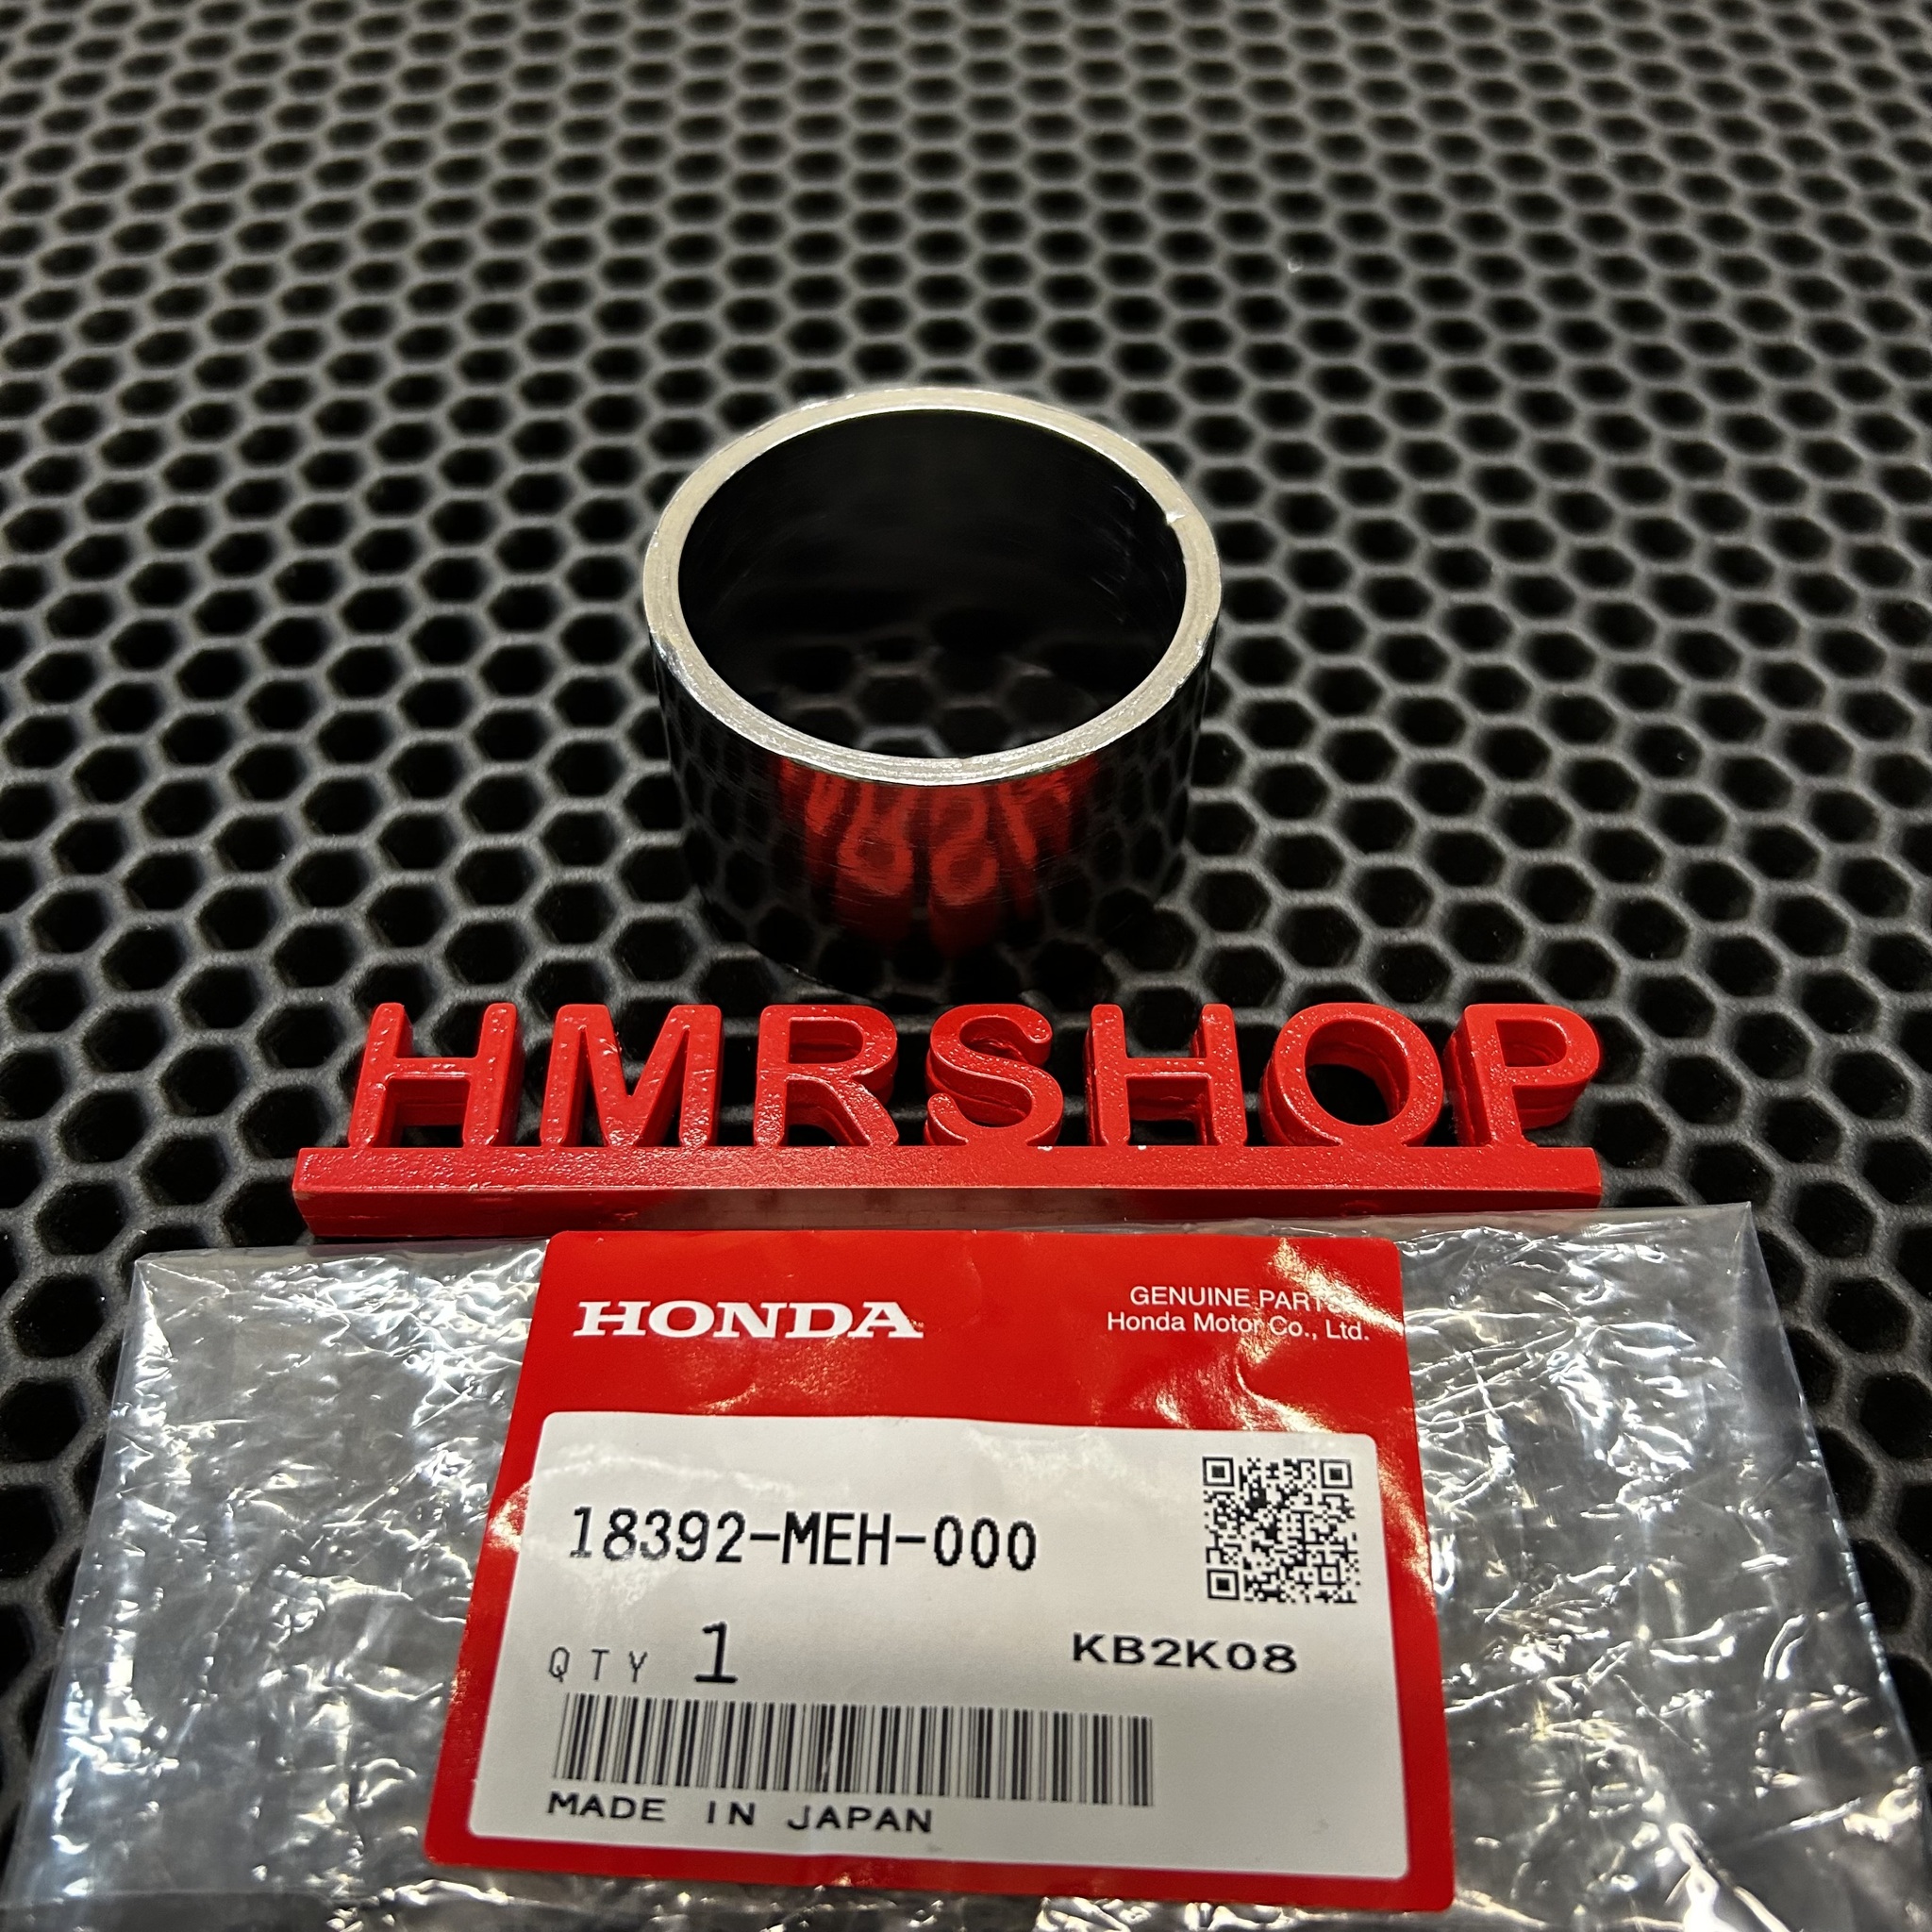 HMRSHOP
HONDA
GENUINE PARTS
Honda Motor Co., Ltd.
18392-MEH-000
QTY 1
KB2K08
MADE IN JAPAN